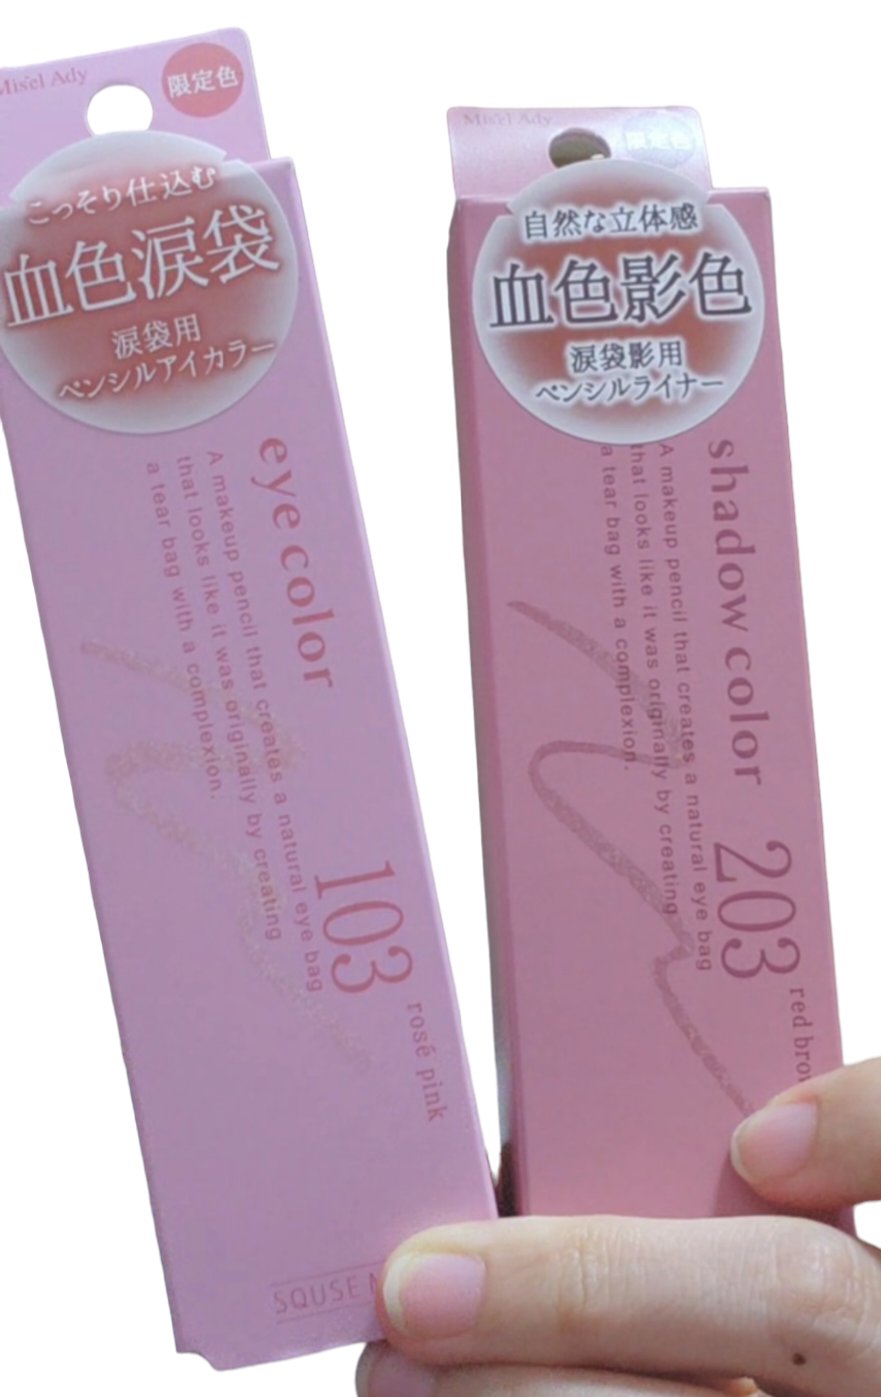 Misel Ady
限定色
こっそり仕込む
血色涙袋
涙袋用
ペンシルアイカラー
eye color
A makeup pencil that creates a natural eye bag
that looks like it was originally by creating
a tear bag with a complexion.
103
rosé pink
SQUSE
Misel Ady
限定色
自然な立体感
血色影色
涙袋影用
ペンシルライナー
shadow color
A makeup pencil that creates a natural eye bag
that looks like it was originally by creating
a tear bag with a complexion.
203
red